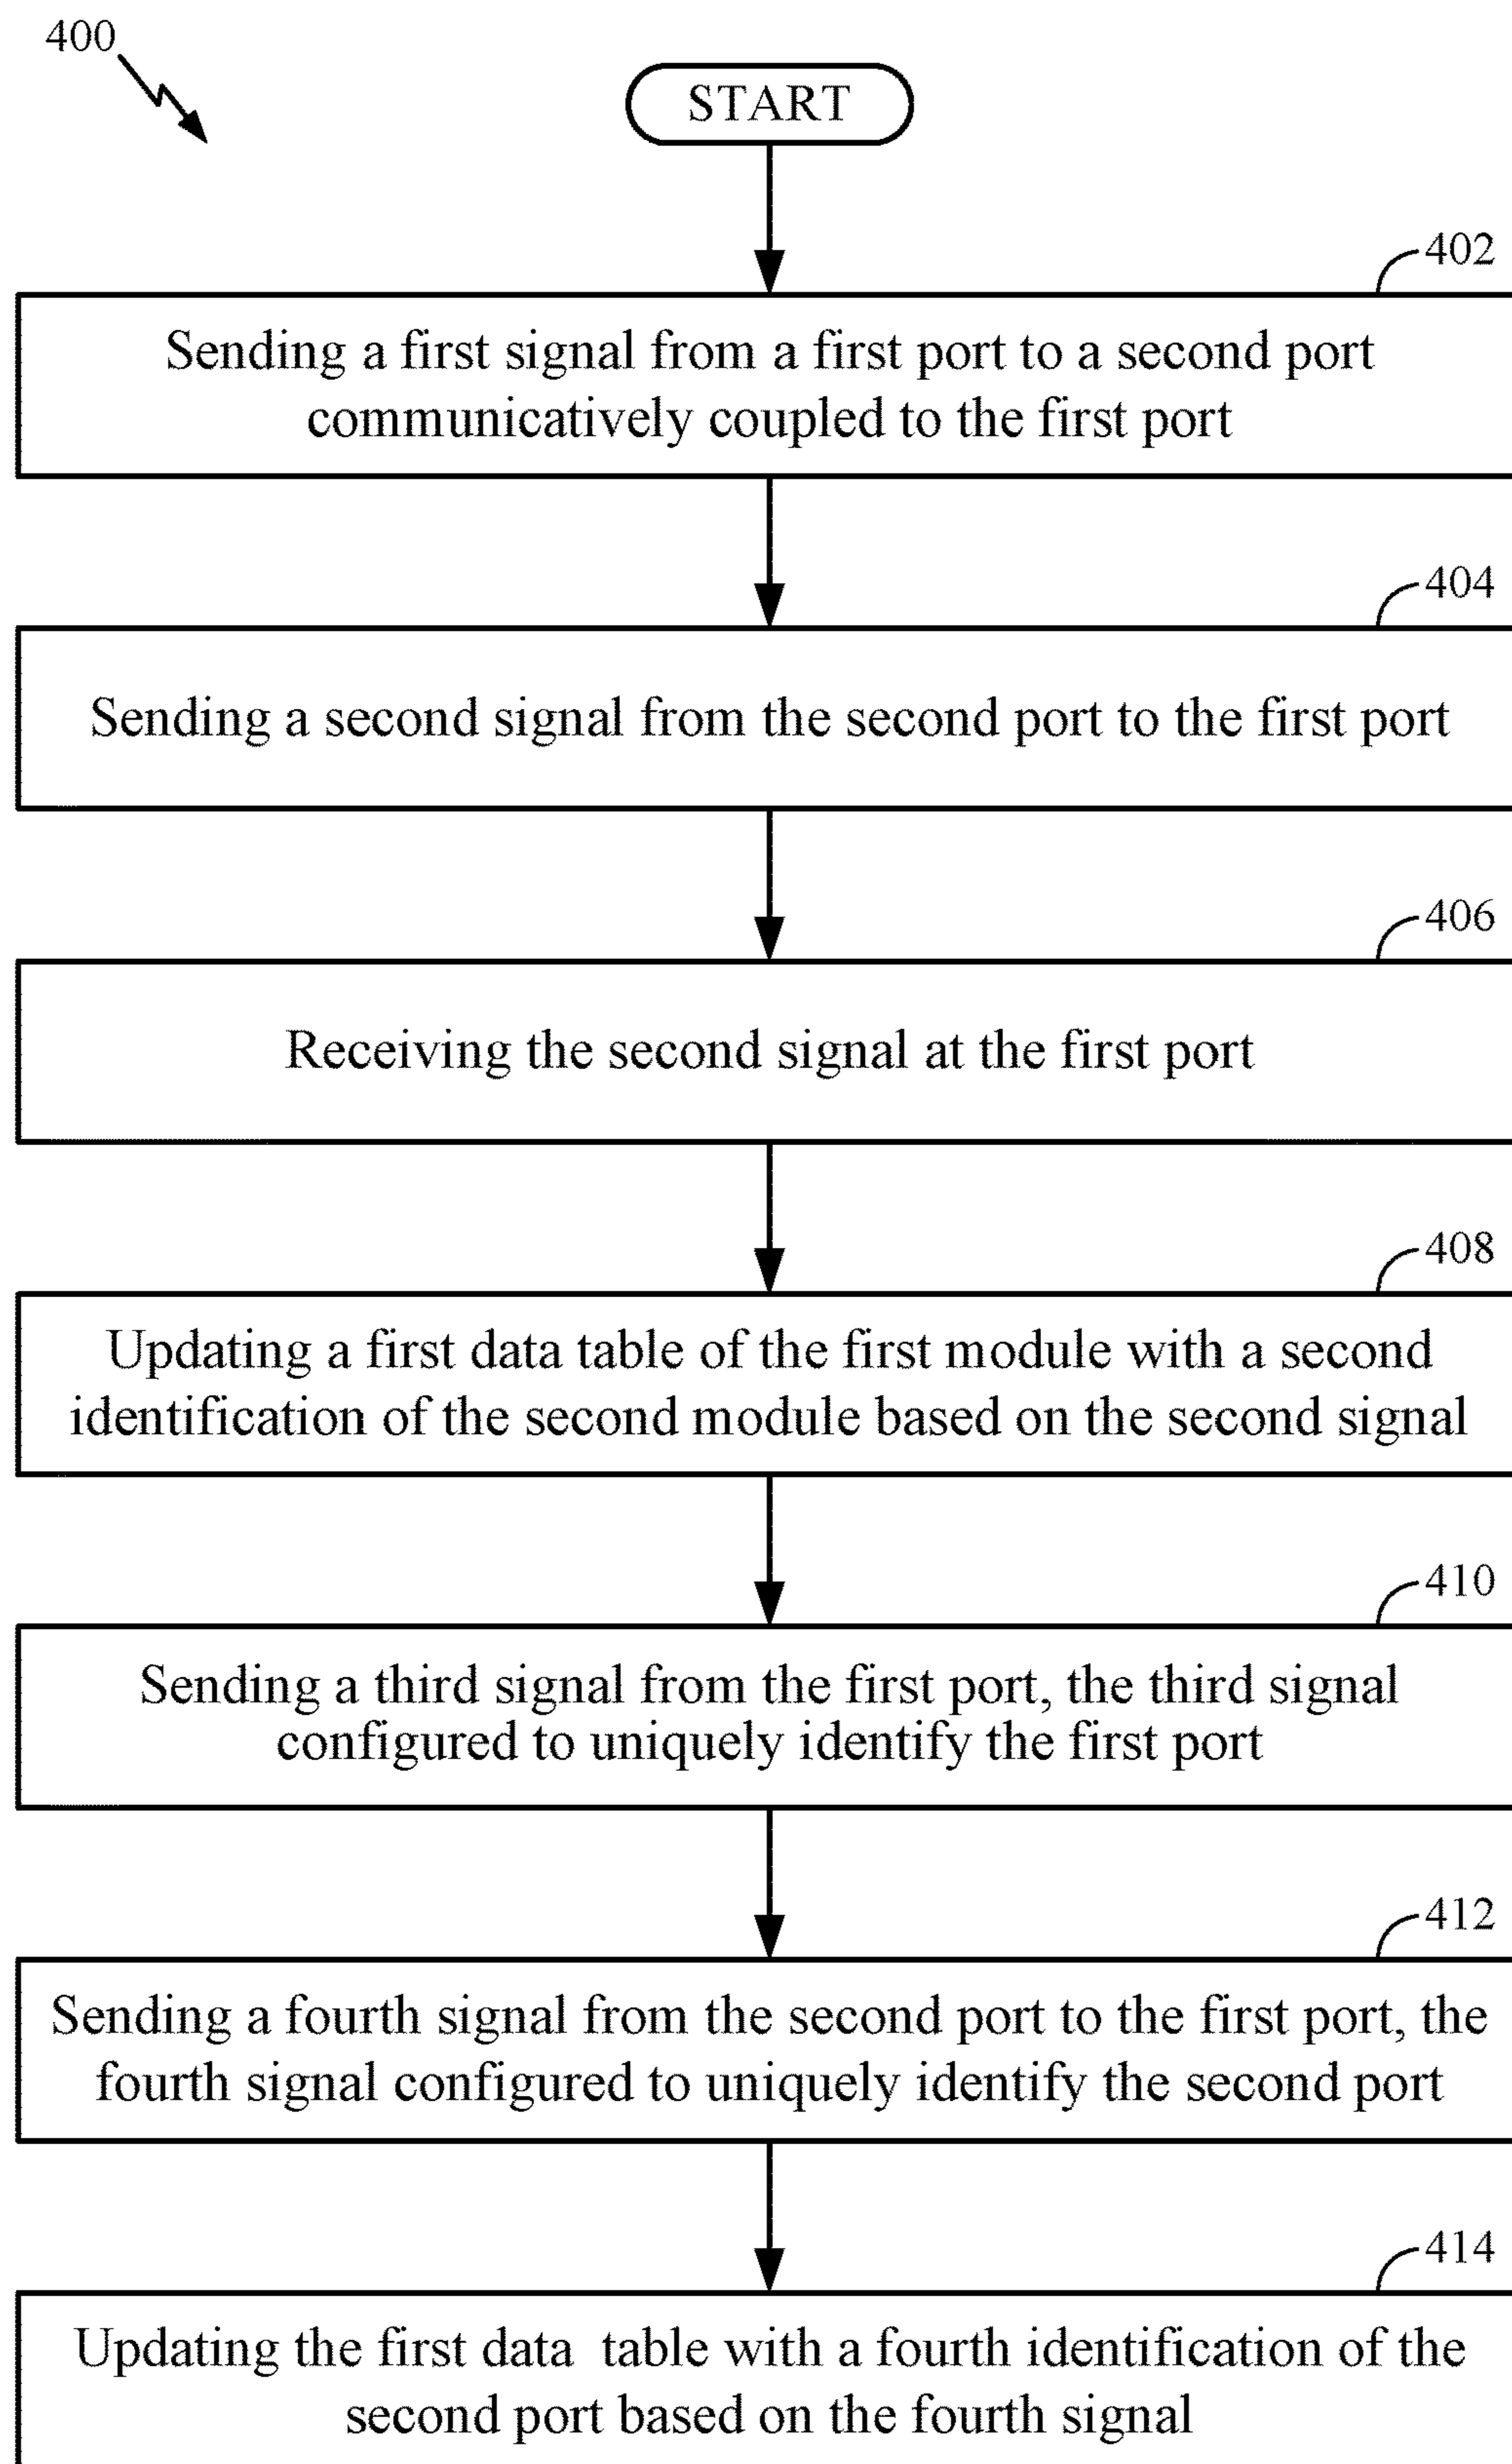 400
START
402
Sending a first signal from a first port to a second port
communicatively coupled to the first port
404
Sending a second signal from the second port to the first port
406
Receiving the second signal at the first port
408
Updating a first data table of the first module with a second
identification of the second module based on the second signal
410
Sending a third signal from the first port, the third signal
configured to uniquely identify the first port
412
Sending a fourth signal from the second port to the first port, the
fourth signal configured to uniquely identify the second port
414
Updating the first data table with a fourth identification of the
second port based on the fourth signal